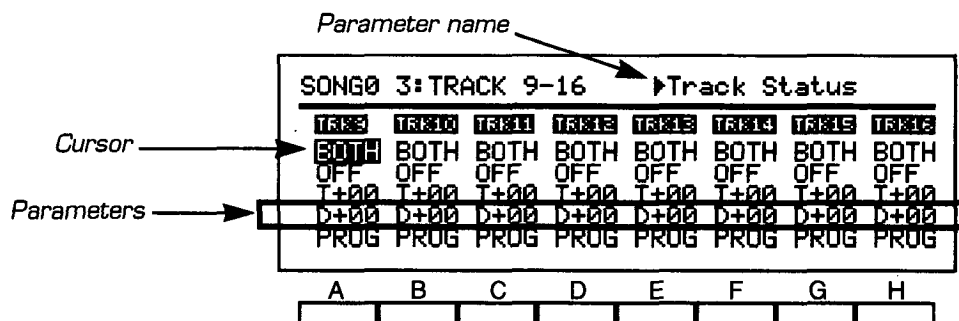 Parameter name
SONG0 3:TRACK 9-16 ▶Track Status
TRK9 TRK10 TRK11 TRK12 TRK13 TRK14 TRK15 TRK16
Cursor
BOTH BOTH BOTH BOTH BOTH BOTH BOTH BOTH
OFF OFF OFF OFF OFF OFF OFF OFF
T+00 T+00 T+00 T+00 T+00 T+00 T+00 T+00
Parameters
D+00 D+00 D+00 D+00 D+00 D+00 D+00 D+00
PROG PROG PROG PROG PROG PROG PROG PROG
A B C D E F G H